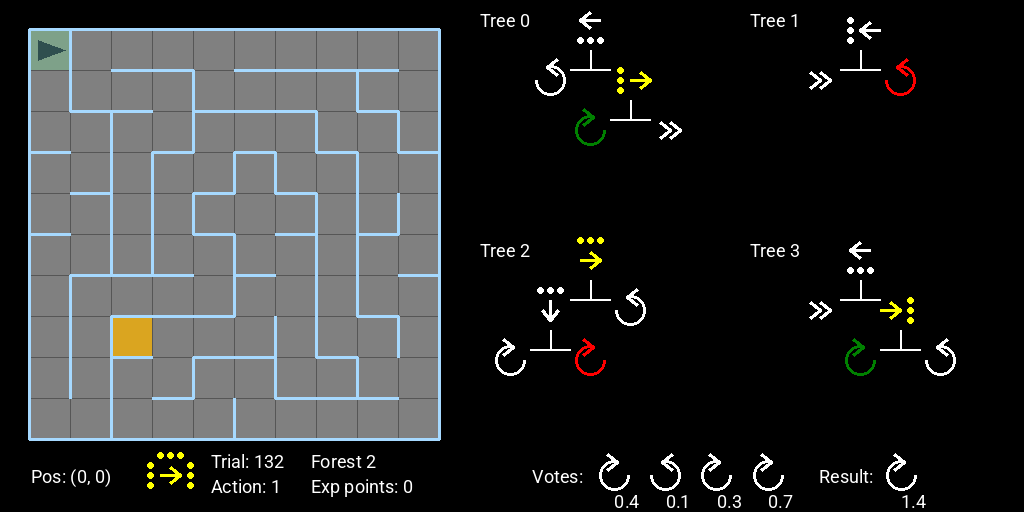 Tree 0
Tree 1
Tree 2
Tree 3
Pos: (0, 0)
Trial: 132
Forest 2
Action: 1
Exp points: 0
Votes:
0.4
0.1
0.3
0.7
Result:
1.4